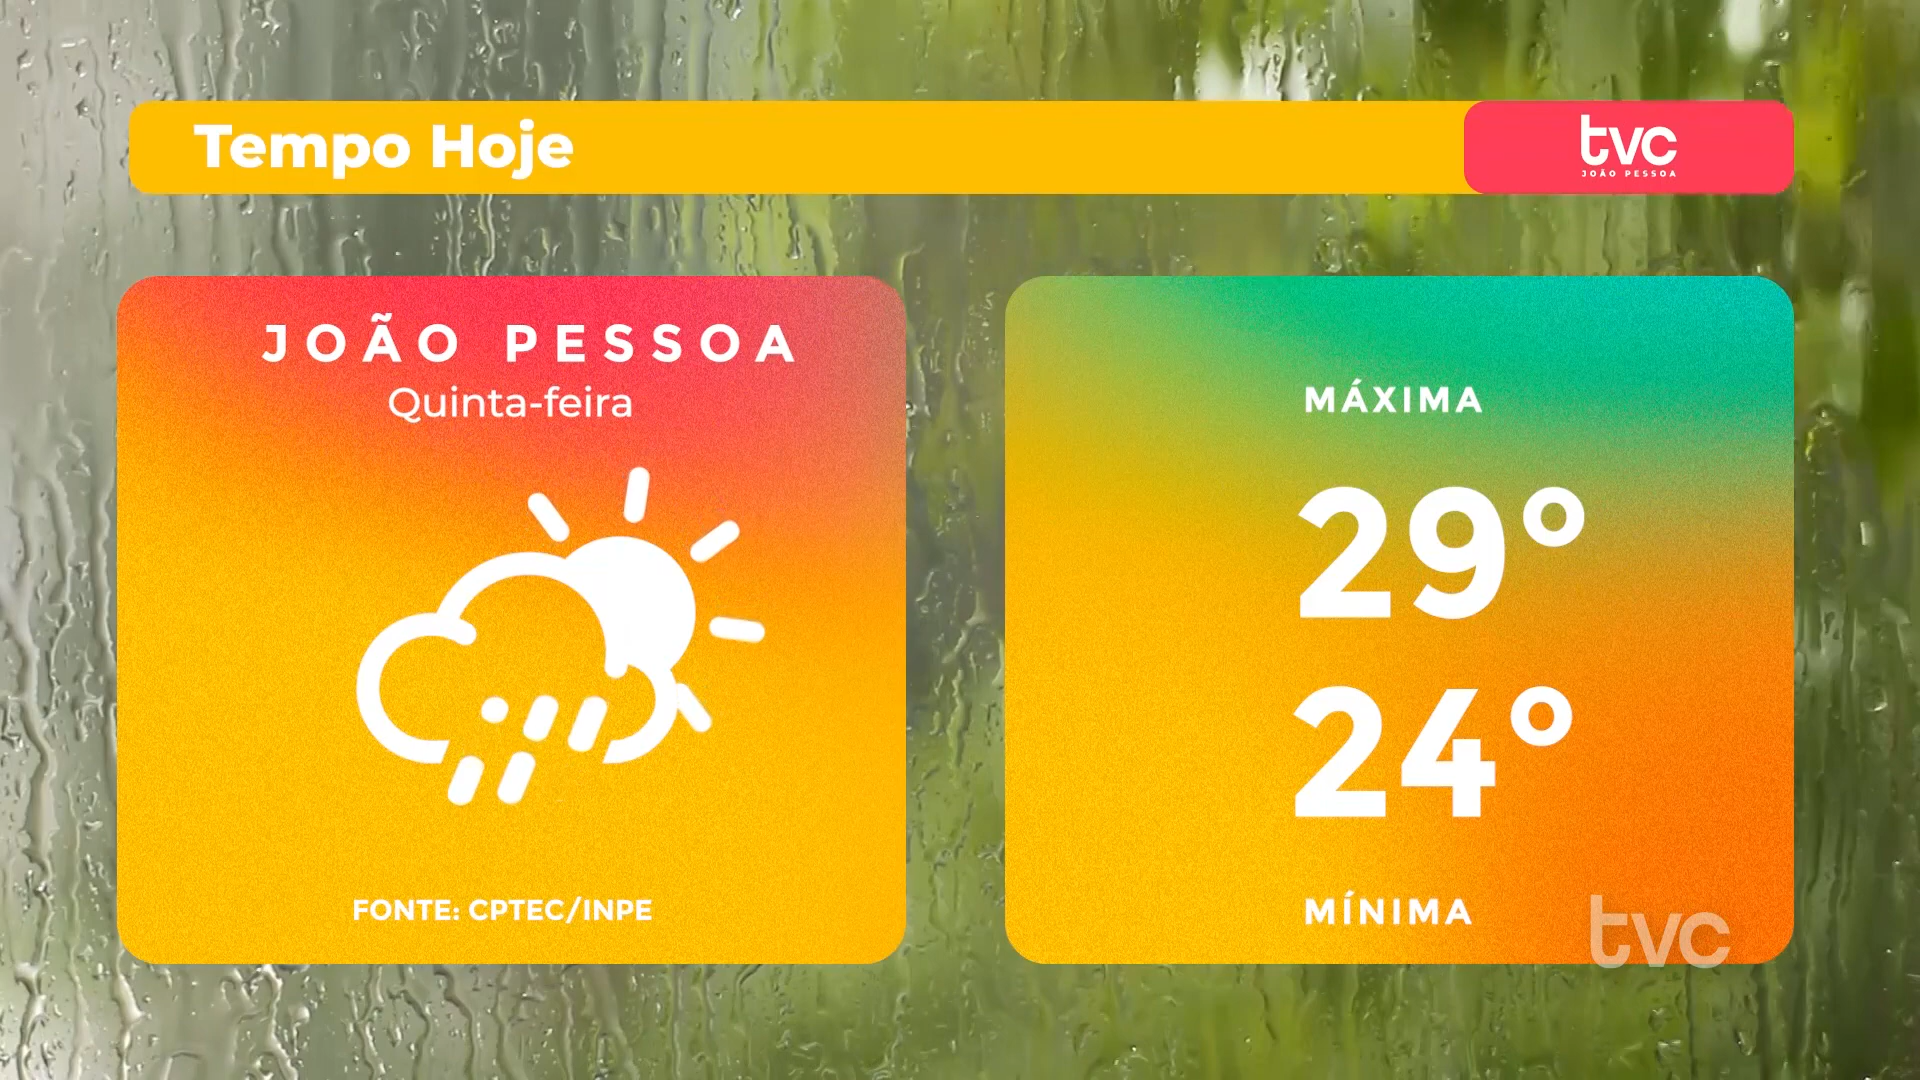 Tempo Hoje
tvc
JOÃO PESSOA
JOÃO PESSOA
Quinta-feira
FONTE: CPTEC/INPE
MÁXIMA
29°
24°
MÍNIMA
tvc